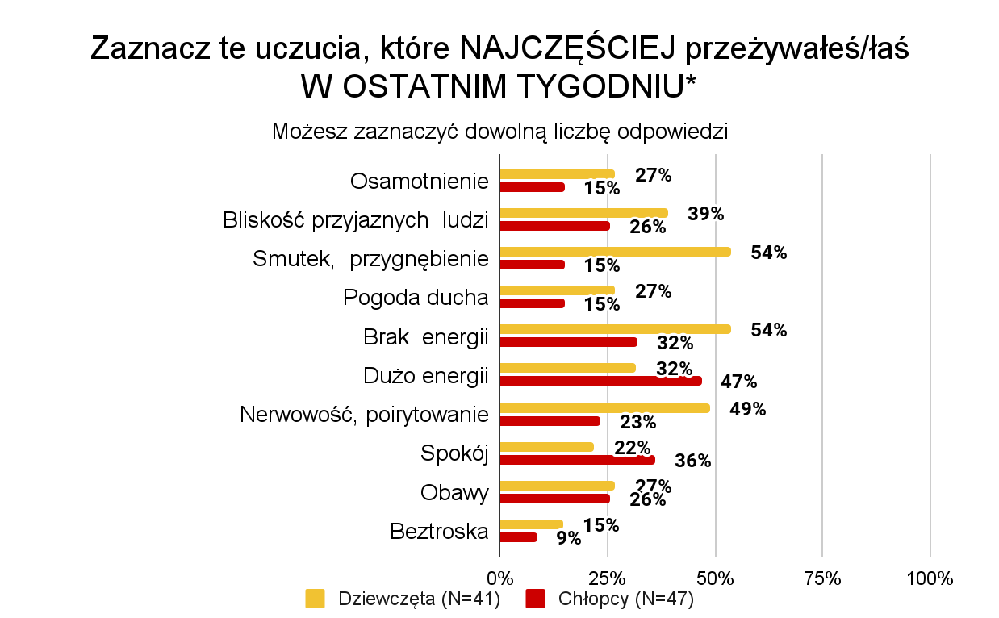 Zaznacz te uczucia, które NAJCZĘŚCIEJ przeżywałeś/łaś
W OSTATNIM TYGODNIU*
Możesz zaznaczyć dowolną liczbę odpowiedzi
Osamotnienie 27% 15%
Bliskość przyjaznych ludzi 39% 26%
Smutek, przygnębienie 54% 15%
Pogoda ducha 27% 15%
Brak energii 54% 32%
Dużo energii 32% 47%
Nerwowość, poirytowanie 49% 23%
Spokój 22% 36%
Obawy 27% 26%
Beztroska 15% 9%
0% 25% 50% 75% 100%
Dziewczęta (N=41) Chłopcy (N=47)